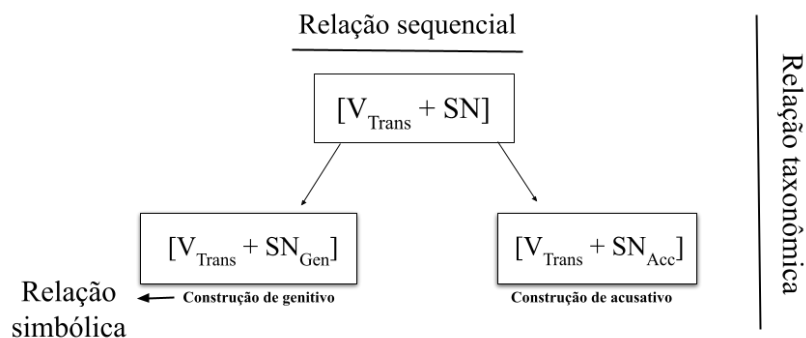 Relação sequencial
[V_Trans + SN]
[V_Trans + SN_Gen]
[V_Trans + SN_Acc]
Construção de genitivo
Construção de acusativo
Relação
simbólica
Relação taxonômica